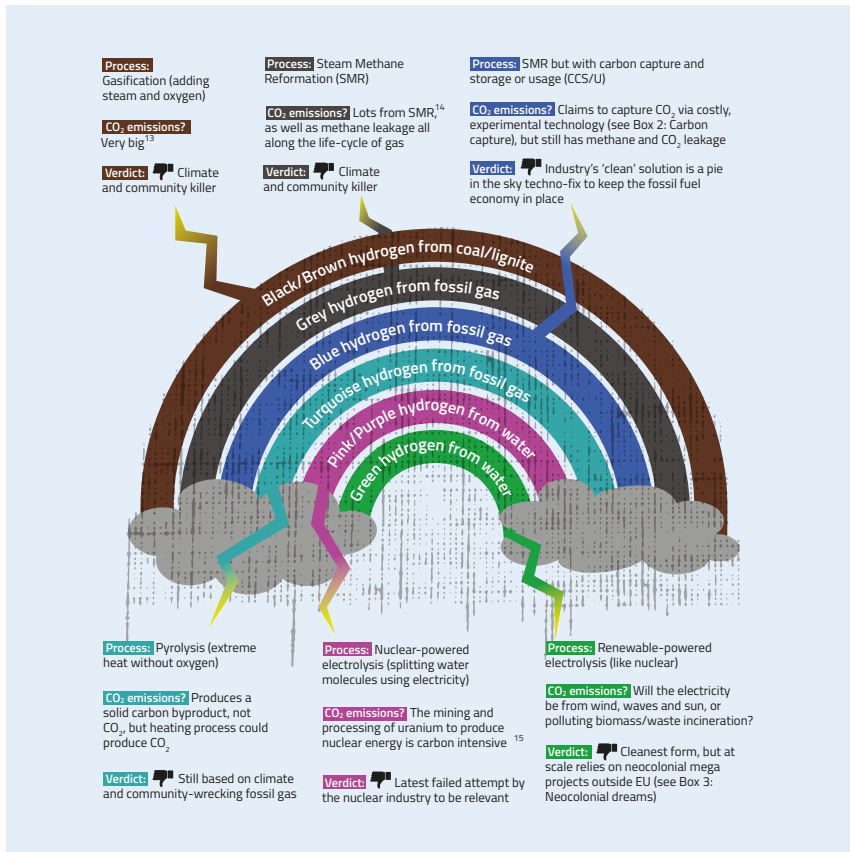 Process:
Gasification (adding
steam and oxygen)
CO₂ emissions?
Very big¹³
Verdict: Climate
and community killer
Process: Steam Methane
Reformation (SMR)
CO₂ emissions? Lots from SMR,¹⁴
as well as methane leakage all
along the life-cycle of gas
Verdict: Climate
and community killer
Process: SMR but with carbon capture and
storage or usage (CCS/U)
CO₂ emissions? Claims to capture CO₂ via costly,
experimental technology (see Box 2: Carbon
capture), but still has methane and CO₂ leakage
Verdict: Industry's 'clean' solution is a pie
in the sky techno-fix to keep the fossil fuel
economy in place
Black/Brown hydrogen from coal/lignite
Grey hydrogen from fossil gas
Blue hydrogen from fossil gas
Turquoise hydrogen from fossil gas
Pink/Purple hydrogen from water
Green hydrogen from water
Process: Pyrolysis (extreme
heat without oxygen)
CO₂ emissions? Produces a
solid carbon byproduct, not
CO₂, but heating process could
produce CO₂
Verdict: Still based on climate
and community-wrecking fossil gas
Process: Nuclear-powered
electrolysis (splitting water
molecules using electricity)
CO₂ emissions? The mining and
processing of uranium to produce
nuclear energy is carbon intensive ¹⁵
Verdict: Latest failed attempt by
the nuclear industry to be relevant
Process: Renewable-powered
electrolysis (like nuclear)
CO₂ emissions? Will the electricity
be from wind, waves and sun, or
polluting biomass/waste incineration?
Verdict: Cleanest form, but at
scale relies on neocolonial mega
projects outside EU (see Box 3:
Neocolonial dreams)